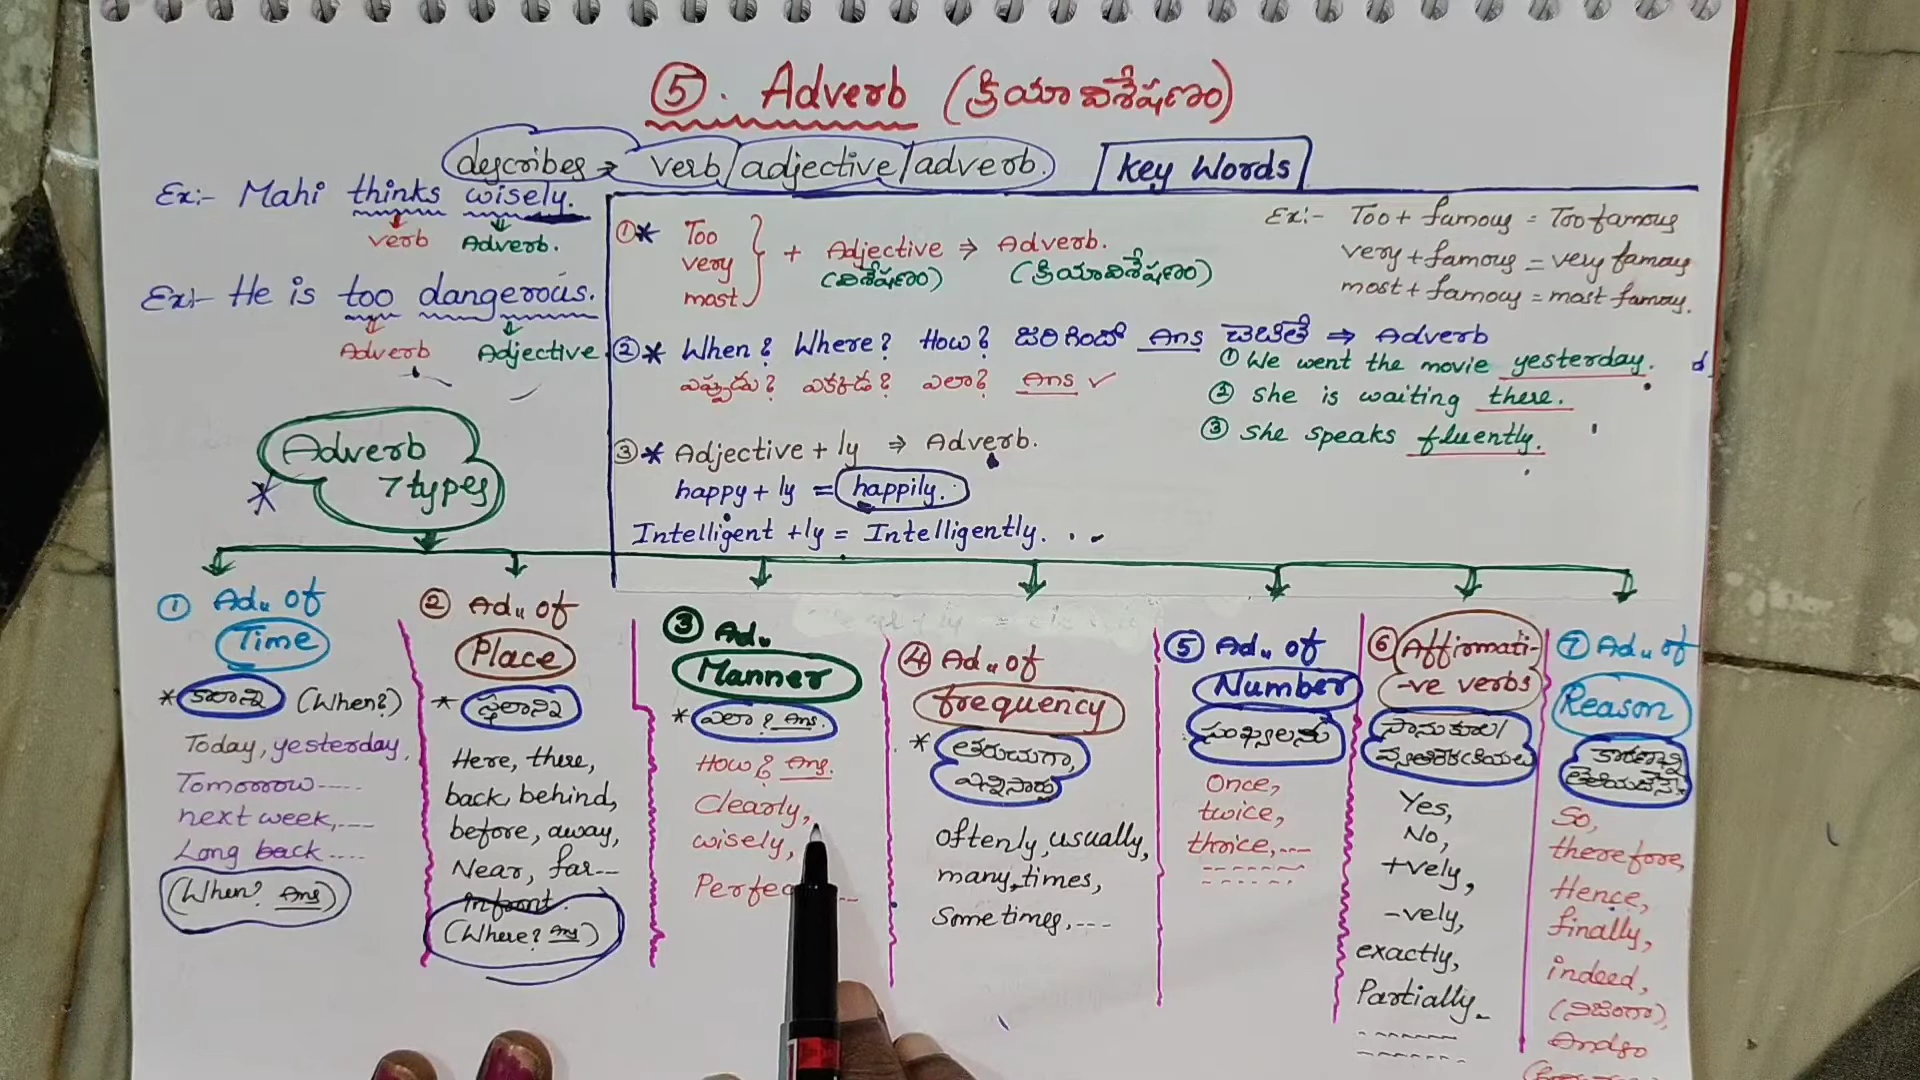 5. Adverb (క్రియా విశేషణం)
describes → verb/adjective/adverb.
Key Words
Ex:- Mahi thinks wisely.
verb Adverb.
Ex:- He is too dangerous.
Adverb Adjective
1* Too
very
most
+ Adjective ⇒ Adverb.
(విశేషణం) (క్రియావిశేషణం)
Ex:- Too + famous = Too famous
very + famous = very famous
most + famous = most famous.
2* When? Where? How? జరిగిందో Ans చెబితే ⇒ Adverb
ఎప్పుడు? ఎక్కడ? ఎలా? Ans ✓
1 We went the movie yesterday.
2 She is waiting there.
3 She speaks fluently.
3* Adjective + ly ⇒ Adverb.
happy + ly = happily.
Intelligent + ly = Intelligently. . .
Adverb
7 types
*
1 Ad. of
Time
* కాలాన్ని (When?)
Today, yesterday,
Tomorrow-----
next week,---
Long back----
(When? Ans)
2 Ad. of
Place
* స్థలాన్ని
Here, there,
back, behind,
before, away,
Near, far---
infront.
(Where? Ans)
3 Ad.
Manner
* ఎలా? Ans.
How? Ans.
Clearly,
wisely,
4 Ad. of
frequency
* తరుచుగా,
ఎన్నిసార్లు
oftenly, usually,
many, times,
Sometimes,---
5 Ad. of
Number
సంఖ్యలను
Once,
twice,
thrice,---
6 Affirmati-
-ve verbs
Yes,
No,
+vely,
-vely,
exactly,
Partially-
7 Ad. of
Reason
So,
therefore,
Hence,
finally,
indeed,
(నిజంగా),
And so